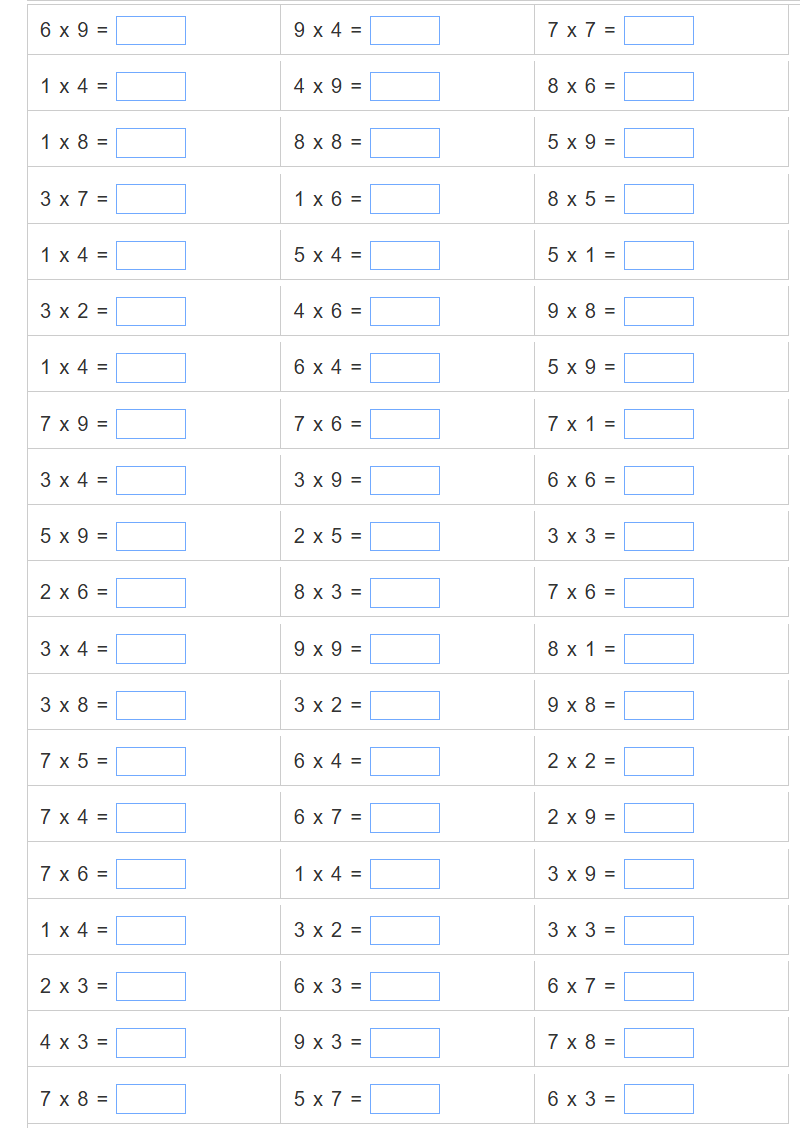 6 x 9 = 9 x 4 = 7 x 7 =
1 x 4 = 4 x 9 = 8 x 6 =
1 x 8 = 8 x 8 = 5 x 9 =
3 x 7 = 1 x 6 = 8 x 5 =
1 x 4 = 5 x 4 = 5 x 1 =
3 x 2 = 4 x 6 = 9 x 8 =
1 x 4 = 6 x 4 = 5 x 9 =
7 x 9 = 7 x 6 = 7 x 1 =
3 x 4 = 3 x 9 = 6 x 6 =
5 x 9 = 2 x 5 = 3 x 3 =
2 x 6 = 8 x 3 = 7 x 6 =
3 x 4 = 9 x 9 = 8 x 1 =
3 x 8 = 3 x 2 = 9 x 8 =
7 x 5 = 6 x 4 = 2 x 2 =
7 x 4 = 6 x 7 = 2 x 9 =
7 x 6 = 1 x 4 = 3 x 9 =
1 x 4 = 3 x 2 = 3 x 3 =
2 x 3 = 6 x 3 = 6 x 7 =
4 x 3 = 9 x 3 = 7 x 8 =
7 x 8 = 5 x 7 = 6 x 3 =